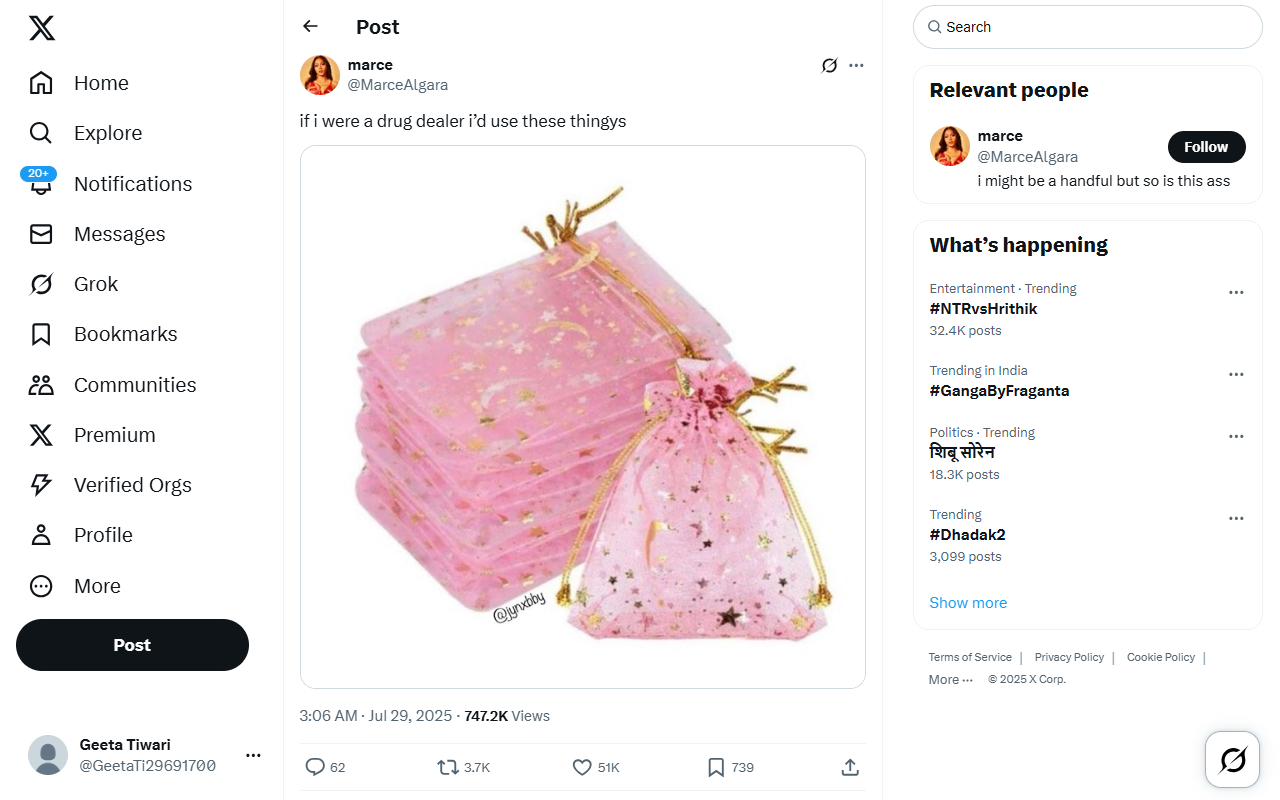 Home
Explore
20+
Notifications
Messages
Grok
Bookmarks
Communities
Premium
Verified Orgs
Profile
More
Post
Geeta Tiwari
@GeetaTi29691700
Post
marce
@MarceAlgara
if i were a drug dealer i’d use these thingys
@jynxbby
3:06 AM · Jul 29, 2025 · 747.2K Views
62
3.7K
51K
739
Search
Relevant people
marce
@MarceAlgara
Follow
i might be a handful but so is this ass
What’s happening
Entertainment · Trending
#NTRvsHrithik
32.4K posts
Trending in India
#GangaByFraganta
Politics · Trending
शिबू सोरेन
18.3K posts
Trending
#Dhadak2
3,099 posts
Show more
Terms of Service | Privacy Policy | Cookie Policy |
More ··· © 2025 X Corp.